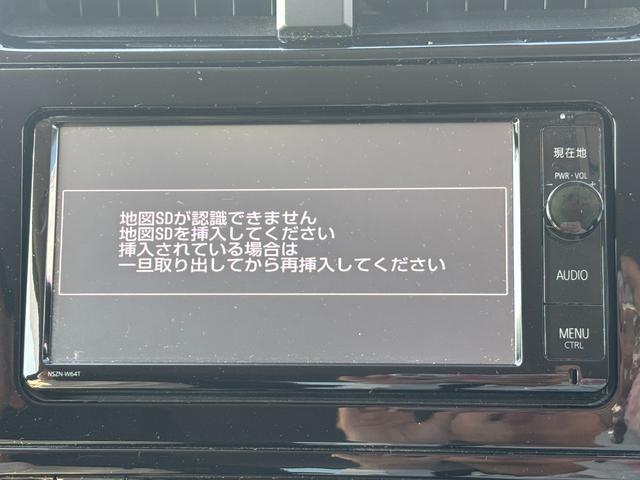 地図SDが認識できません
地図SDを挿入してください
挿入されている場合は
一旦取り出してから再挿入してください
現在地
PWR・VOL
AUDIO
MENU
CTRL
NSZN-W64T